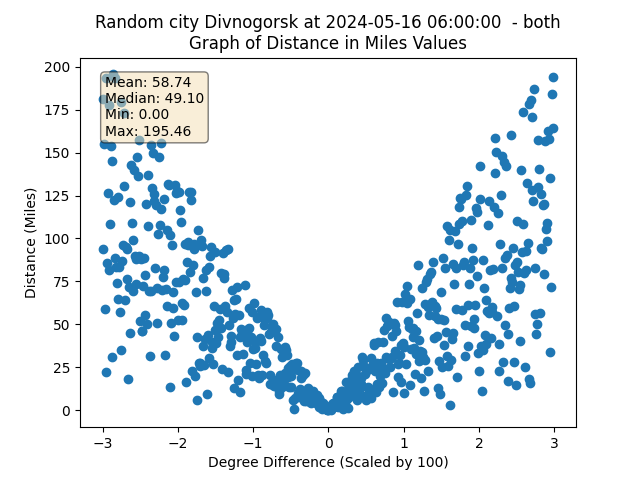 Random city Divnogorsk at 2024-05-16 06:00:00  - both
Graph of Distance in Miles Values
Mean: 58.74
Median: 49.10
Min: 0.00
Max: 195.46
200
175
150
125
100
75
50
25
0
Distance (Miles)
−3
−2
−1
0
1
2
3
Degree Difference (Scaled by 100)